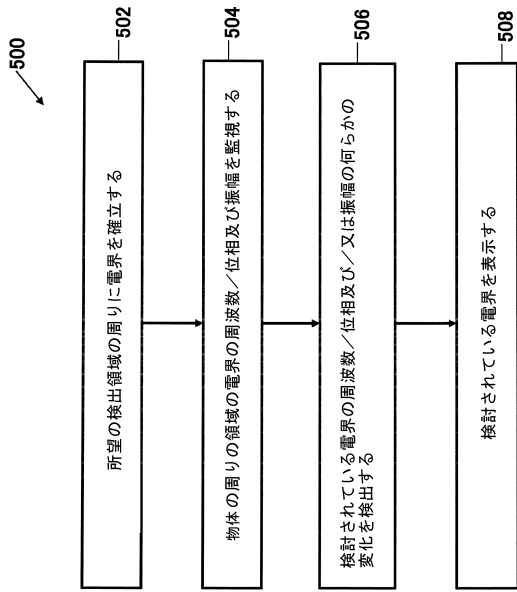 500
所望の検出領域の周りに電界を確立する
502
物体の周りの領域の電界の周波数／位相及び振幅を監視する
504
検討されている電界の周波数／位相及び／又は振幅の何らかの
変化を検出する
506
検討されている電界を表示する
508